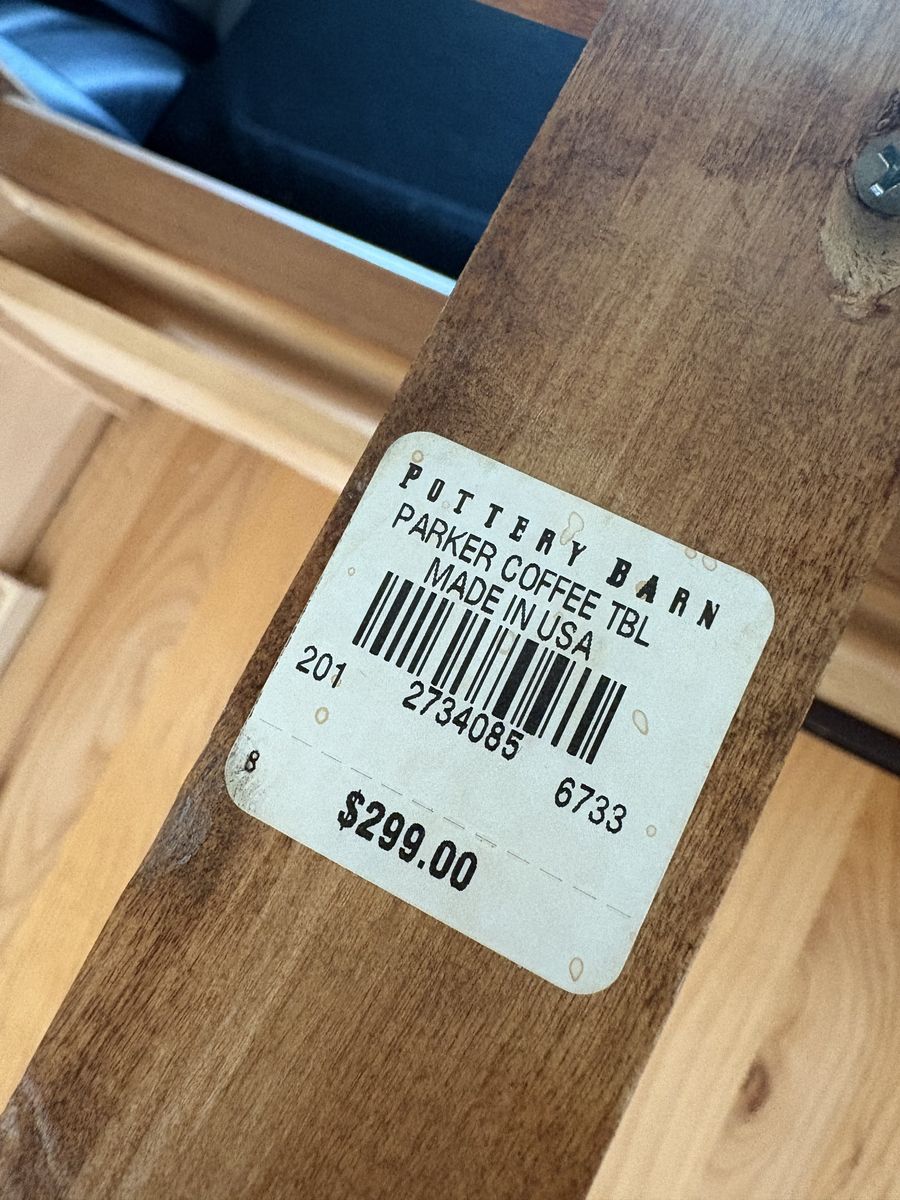 POTTERY BARN
PARKER COFFEE TBL
MADE IN USA
201 2734085 6733
8
$299.00